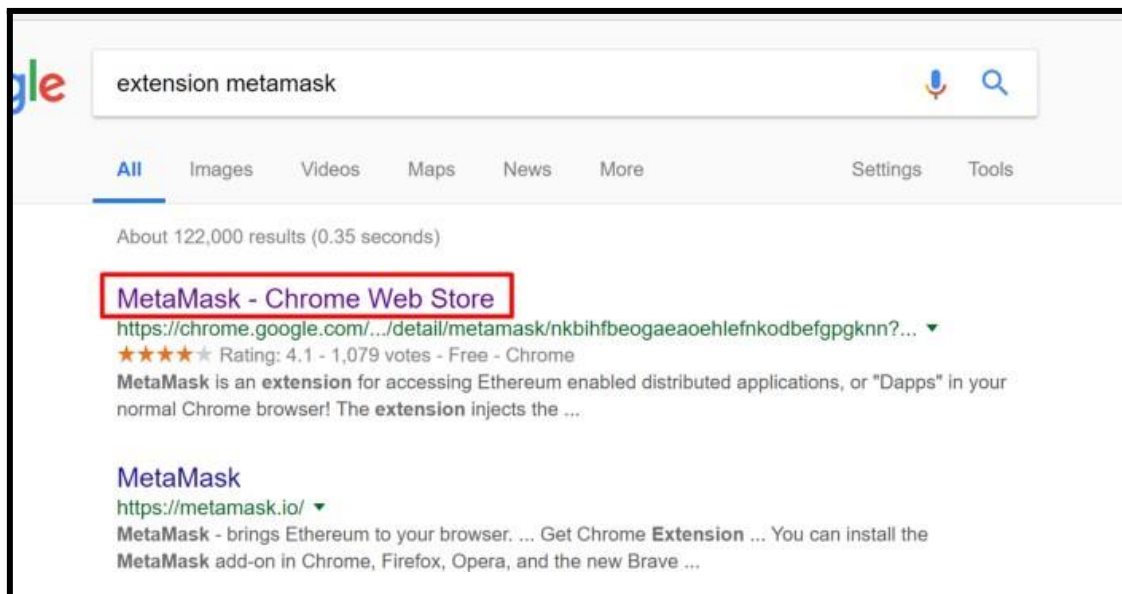 gle
extension metamask
All Images Videos Maps News More Settings Tools
About 122,000 results (0.35 seconds)
MetaMask - Chrome Web Store
https://chrome.google.com/.../detail/metamask/nkbihfbeogaeaoehlefnkodbefgpgknn?...
Rating: 4.1 - 1,079 votes - Free - Chrome
MetaMask is an extension for accessing Ethereum enabled distributed applications, or "Dapps" in your
normal Chrome browser! The extension injects the ...
MetaMask
https://metamask.io/
MetaMask - brings Ethereum to your browser. ... Get Chrome Extension ... You can install the
MetaMask add-on in Chrome, Firefox, Opera, and the new Brave ...